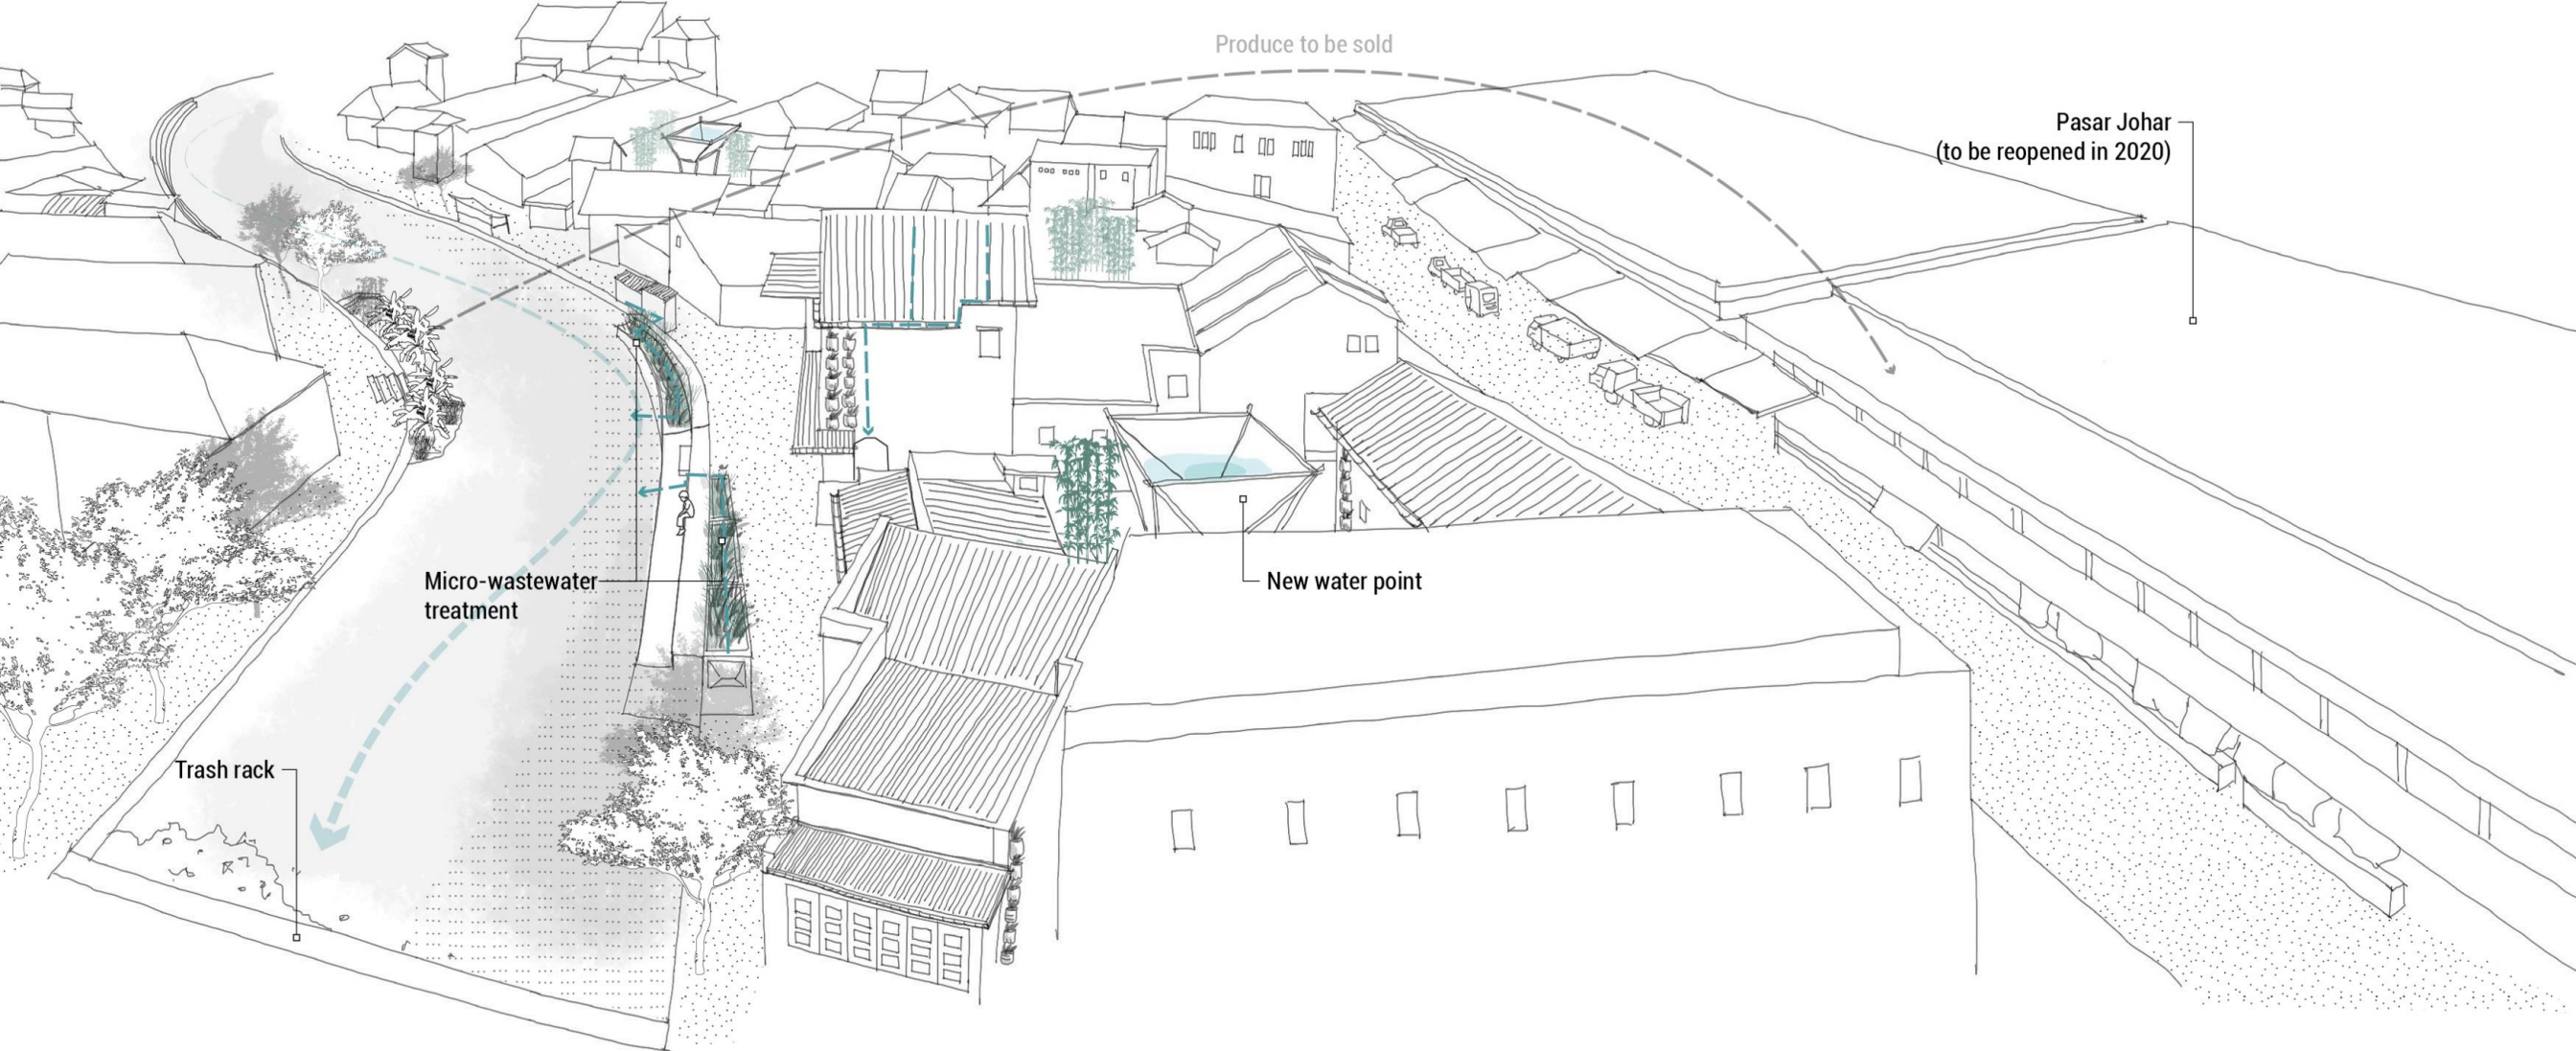 Produce to be sold
Pasar Johar
(to be reopened in 2020)
Micro-wastewater
treatment
New water point
Trash rack